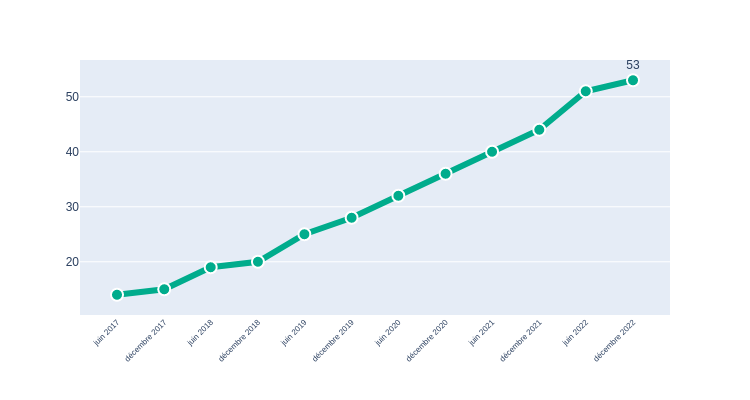 53
50
40
30
20
juin 2017
décembre 2017
juin 2018
décembre 2018
juin 2019
décembre 2019
juin 2020
décembre 2020
juin 2021
décembre 2021
juin 2022
décembre 2022